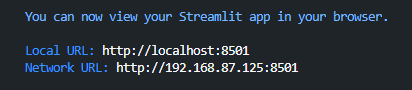 You can now view your Streamlit app in your browser.
Local URL: http://localhost:8501
Network URL: http://192.168.87.125:8501